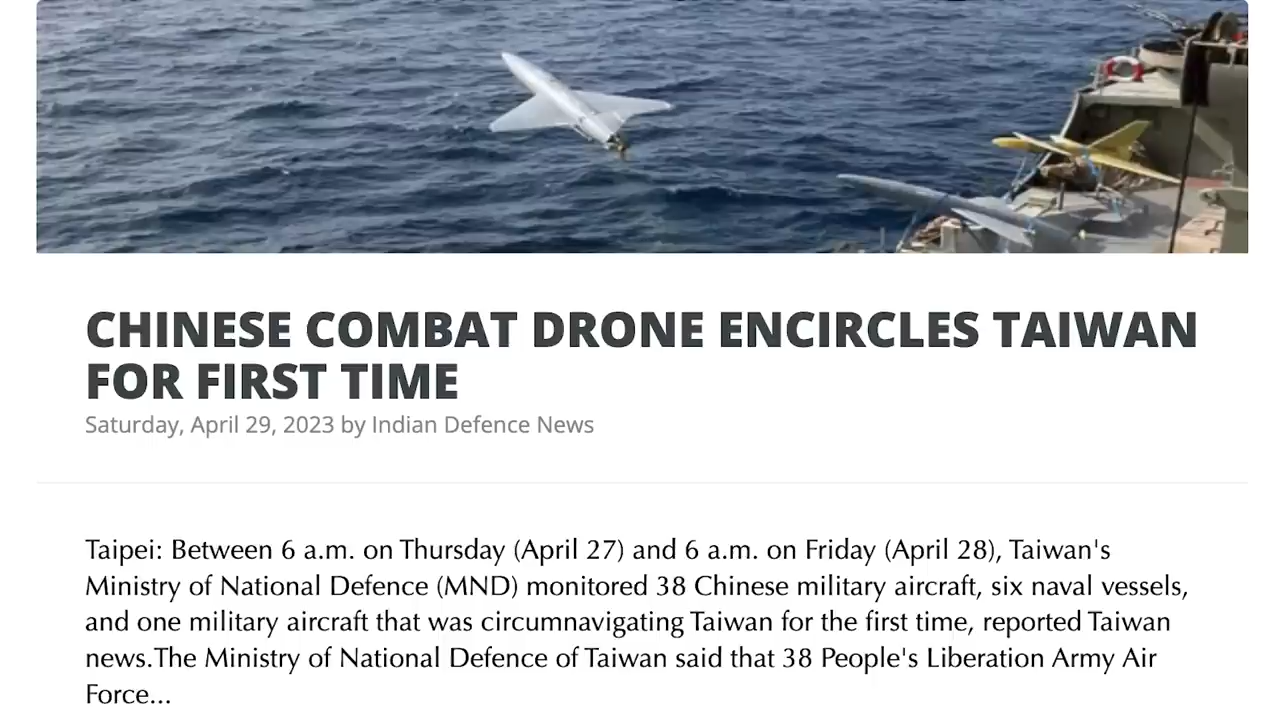 CHINESE COMBAT DRONE ENCIRCLES TAIWAN
FOR FIRST TIME
Saturday, April 29, 2023 by Indian Defence News
Taipei: Between 6 a.m. on Thursday (April 27) and 6 a.m. on Friday (April 28), Taiwan's
Ministry of National Defence (MND) monitored 38 Chinese military aircraft, six naval vessels,
and one military aircraft that was circumnavigating Taiwan for the first time, reported Taiwan
news.The Ministry of National Defence of Taiwan said that 38 People's Liberation Army Air
Force...